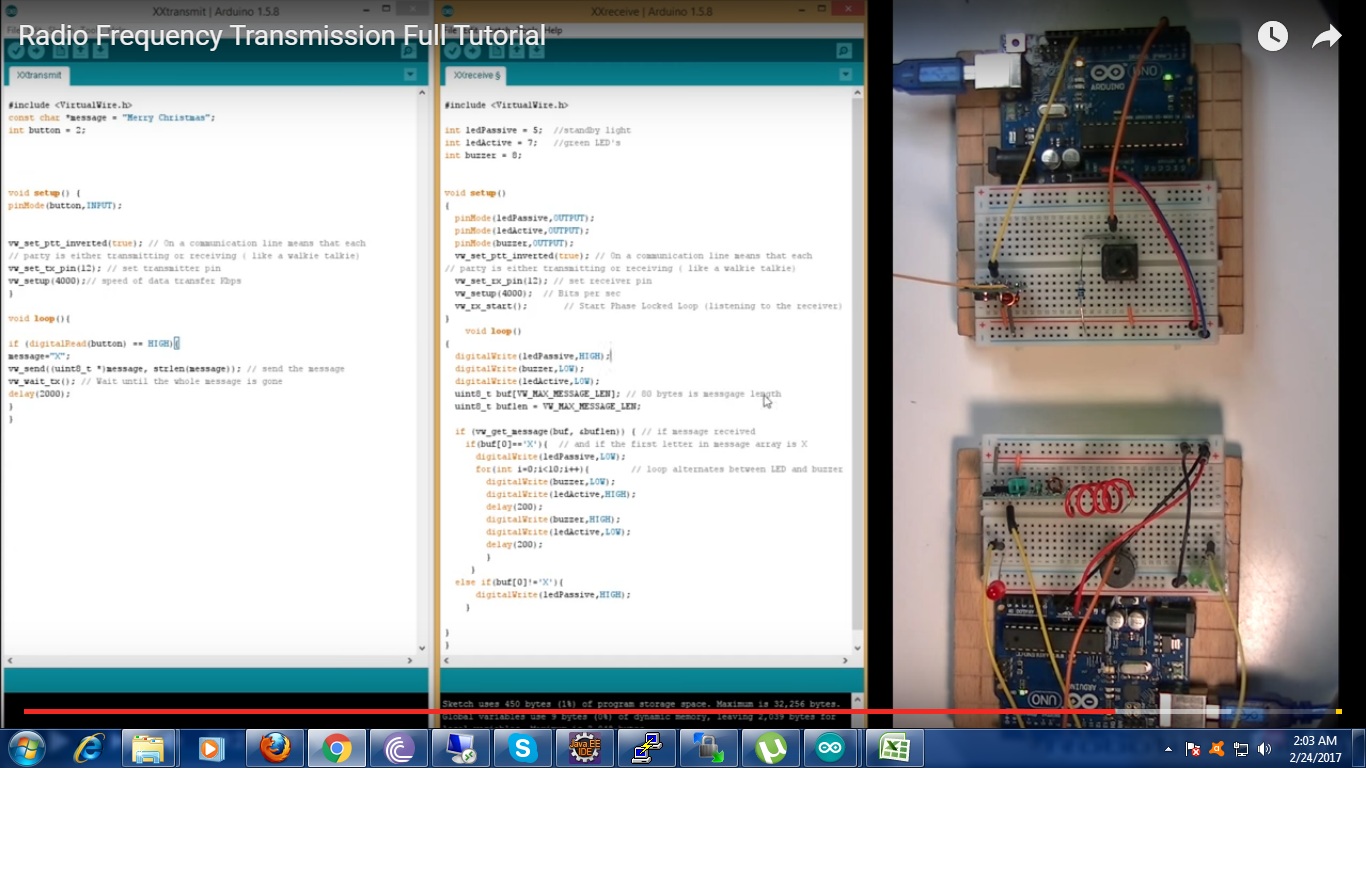 XXtransmit | Arduino 1.5.8
XXreceive | Arduino 1.5.8
Radio Frequency Transmission Full Tutorial
Help
XXtransmit
#include <VirtualWire.h>
const char *message = "Merry Christmas";
int button = 2;
void setup() {
pinMode(button,INPUT);
vw_set_ptt_inverted(true); // On a communication line means that each
// party is either transmitting or receiving ( like a walkie talkie)
vw_set_tx_pin(12); // set transmitter pin
vw_setup(4000);// speed of data transfer Kbps
}
void loop(){
if (digitalRead(button) == HIGH){
message="X";
vw_send((uint8_t *)message, strlen(message)); // send the message
vw_wait_tx(); // Wait until the whole message is gone
delay(2000);
}
}
XXreceive §
#include <VirtualWire.h>
int ledPassive = 5; //standby light
int ledActive = 7; //green LED's
int buzzer = 8;
void setup()
{
pinMode(ledPassive,OUTPUT);
pinMode(ledActive,OUTPUT);
pinMode(buzzer,OUTPUT);
vw_set_ptt_inverted(true); // On a communication line means that each
// party is either transmitting or receiving ( like a walkie talkie)
vw_set_rx_pin(12); // set receiver pin
vw_setup(4000); // Bits per sec
vw_rx_start(); // Start Phase Locked Loop (listening to the receiver)
}
void loop()
{
digitalWrite(ledPassive,HIGH);
digitalWrite(buzzer,LOW);
digitalWrite(ledActive,LOW);
uint8_t buf[VW_MAX_MESSAGE_LEN]; // 80 bytes is messgage length
uint8_t buflen = VW_MAX_MESSAGE_LEN;
if (vw_get_message(buf, &buflen)) { // if message received
if(buf[0]=='X'){ // and if the first letter in message array is X
digitalWrite(ledPassive,LOW);
for(int i=0;i<10;i++){ // loop alternates between LED and buzzer
digitalWrite(buzzer,LOW);
digitalWrite(ledActive,HIGH);
delay(200);
digitalWrite(buzzer,HIGH);
digitalWrite(ledActive,LOW);
delay(200);
}
}
else if(buf[0]!='X'){
digitalWrite(ledPassive,HIGH);
}
}
}
Sketch uses 450 bytes (1%) of program storage space. Maximum is 32,256 bytes.
Global variables use 9 bytes (0%) of dynamic memory, leaving 2,039 bytes for
UNO
ARDUINO
ARDUINO
UNO
Java EE
IDE
2:03 AM
2/24/2017